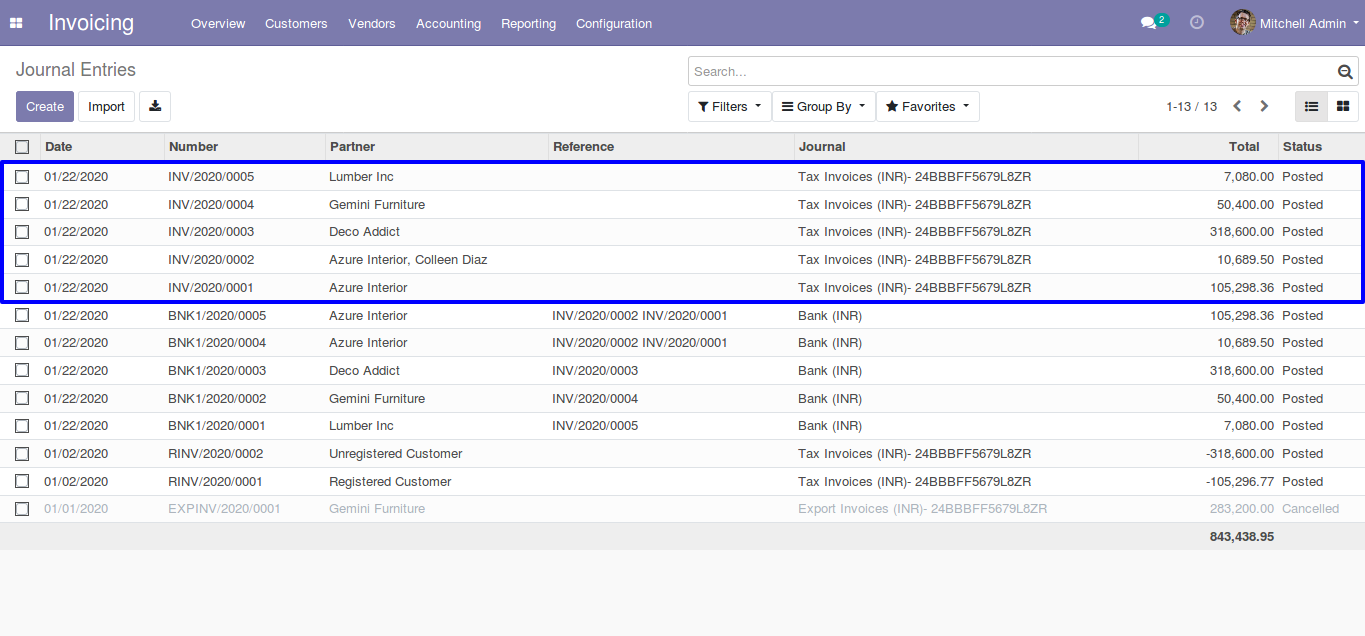 Invoicing Overview Customers Vendors Accounting Reporting Configuration 2 Mitchell Admin
Journal Entries Search...
Create Import Filters Group By Favorites 1-13 / 13
Date Number Partner Reference Journal Total Status
01/22/2020 INV/2020/0005 Lumber Inc Tax Invoices (INR)- 24BBBFF5679L8ZR 7,080.00 Posted
01/22/2020 INV/2020/0004 Gemini Furniture Tax Invoices (INR)- 24BBBFF5679L8ZR 50,400.00 Posted
01/22/2020 INV/2020/0003 Deco Addict Tax Invoices (INR)- 24BBBFF5679L8ZR 318,600.00 Posted
01/22/2020 INV/2020/0002 Azure Interior, Colleen Diaz Tax Invoices (INR)- 24BBBFF5679L8ZR 10,689.50 Posted
01/22/2020 INV/2020/0001 Azure Interior Tax Invoices (INR)- 24BBBFF5679L8ZR 105,298.36 Posted
01/22/2020 BNK1/2020/0005 Azure Interior INV/2020/0002 INV/2020/0001 Bank (INR) 105,298.36 Posted
01/22/2020 BNK1/2020/0004 Azure Interior INV/2020/0002 INV/2020/0001 Bank (INR) 10,689.50 Posted
01/22/2020 BNK1/2020/0003 Deco Addict INV/2020/0003 Bank (INR) 318,600.00 Posted
01/22/2020 BNK1/2020/0002 Gemini Furniture INV/2020/0004 Bank (INR) 50,400.00 Posted
01/22/2020 BNK1/2020/0001 Lumber Inc INV/2020/0005 Bank (INR) 7,080.00 Posted
01/02/2020 RINV/2020/0002 Unregistered Customer Tax Invoices (INR)- 24BBBFF5679L8ZR -318,600.00 Posted
01/02/2020 RINV/2020/0001 Registered Customer Tax Invoices (INR)- 24BBBFF5679L8ZR -105,296.77 Posted
01/01/2020 EXPINV/2020/0001 Gemini Furniture Export Invoices (INR)- 24BBBFF5679L8ZR 283,200.00 Cancelled
843,438.95